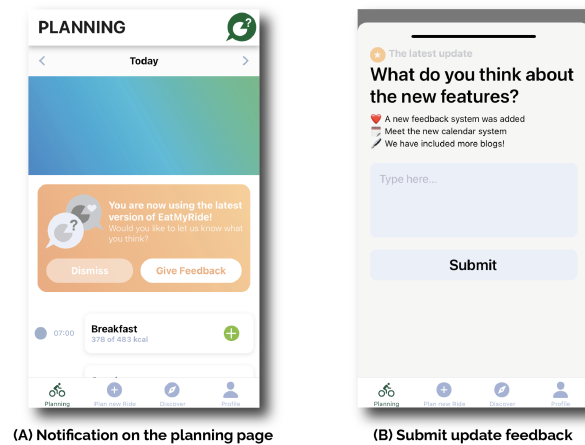 PLANNING
?
Today
You are now using the latest
version of EatMyRide!
Would you like to let us know what
you think?
?
Dismiss
Give Feedback
07:00
Breakfast
378 of 483 kcal
Planning
Plan new Ride
Discover
Profile
(A) Notification on the planning page
The latest update
What do you think about
the new features?
A new feedback system was added
Meet the new calendar system
We have included more blogs!
Type here...
Submit
Planning
Plan new Ride
Discover
Profile
(B) Submit update feedback